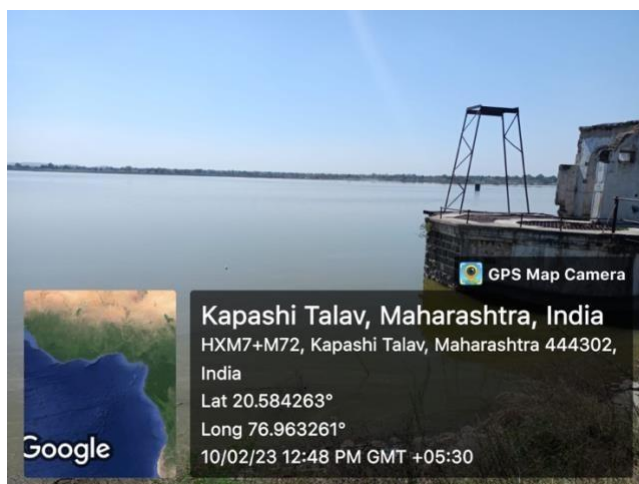 GPS Map Camera
Kapashi Talav, Maharashtra, India
HXM7+M72, Kapashi Talav, Maharashtra 444302,
India
Lat 20.584263°
Long 76.963261°
10/02/23 12:48 PM GMT +05:30
Google